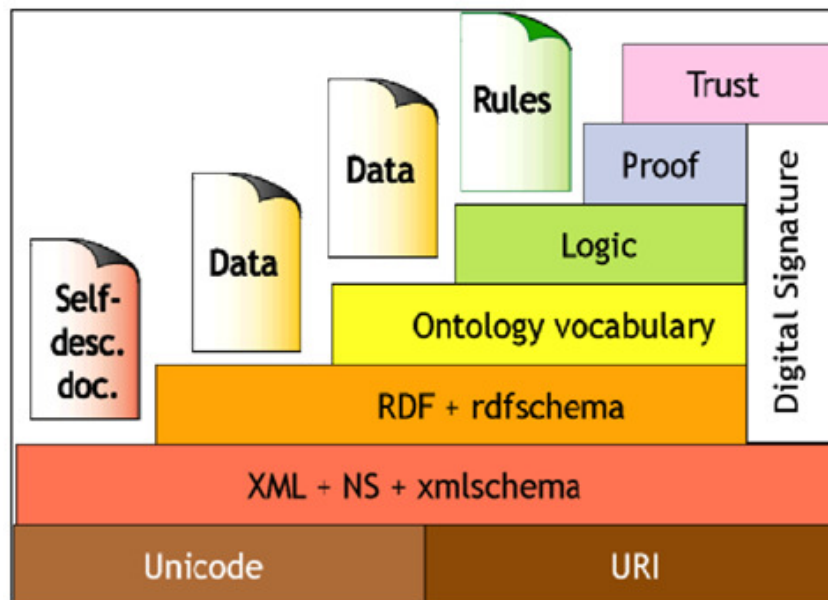 Rules
Trust
Data
Proof
Data
Logic
Self-
desc.
doc.
Ontology vocabulary
Digital Signature
RDF + rdfschema
XML + NS + xmlschema
Unicode
URI